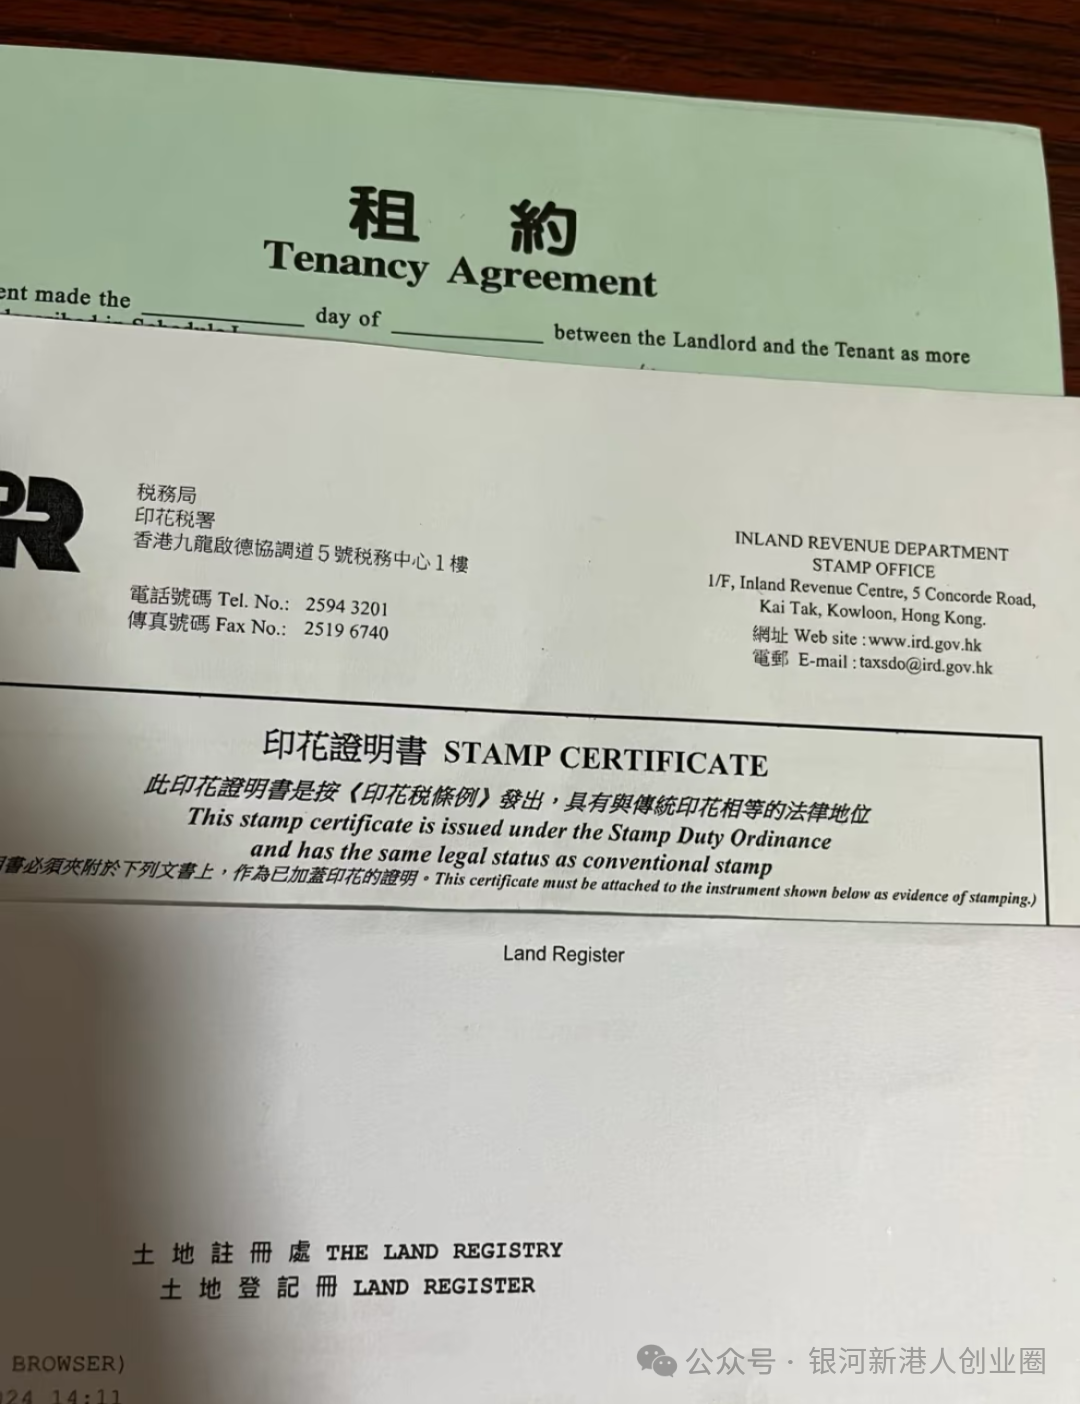 租 約
Tenancy Agreement
ent made the ____________ day of ____________ between the Landlord and the Tenant as more
税務局
印花税署
香港九龍啟德協調道5號税務中心1樓
電話號碼 Tel. No.: 2594 3201
傳真號碼 Fax No.: 2519 6740
INLAND REVENUE DEPARTMENT
STAMP OFFICE
1/F, Inland Revenue Centre, 5 Concorde Road,
Kai Tak, Kowloon, Hong Kong.
網址 Web site : www.ird.gov.hk
電郵 E-mail : taxsdo@ird.gov.hk
印花證明書 STAMP CERTIFICATE
此印花證明書是按《印花税條例》發出，具有與傳統印花相等的法律地位
This stamp certificate is issued under the Stamp Duty Ordinance
and has the same legal status as conventional stamp
書必須夾附於下列文書上，作為已加蓋印花的證明。This certificate must be attached to the instrument shown below as evidence of stamping.)
Land Register
土 地 註 冊 處 THE LAND REGISTRY
土 地 登 記 冊 LAND REGISTER
BROWSER)
24 14:11
公众号 · 银河新港人创业圈